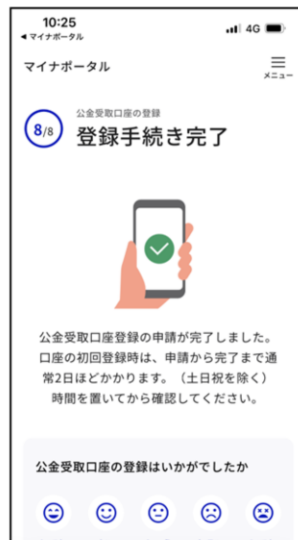 10:25
4G
◀ マイナポータル
マイナポータル
メニュー
8/8
公金受取口座の登録
登録手続き完了
公金受取口座登録の申請が完了しました。
口座の初回登録時は、申請から完了まで通
常2日ほどかかります。（土日祝を除く）
時間を置いてから確認してください。
公金受取口座の登録はいかがでしたか